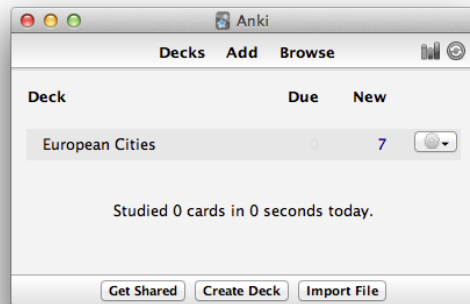 Anki
Decks Add Browse
Deck Due New
European Cities 0 7
Studied 0 cards in 0 seconds today.
Get Shared Create Deck Import File